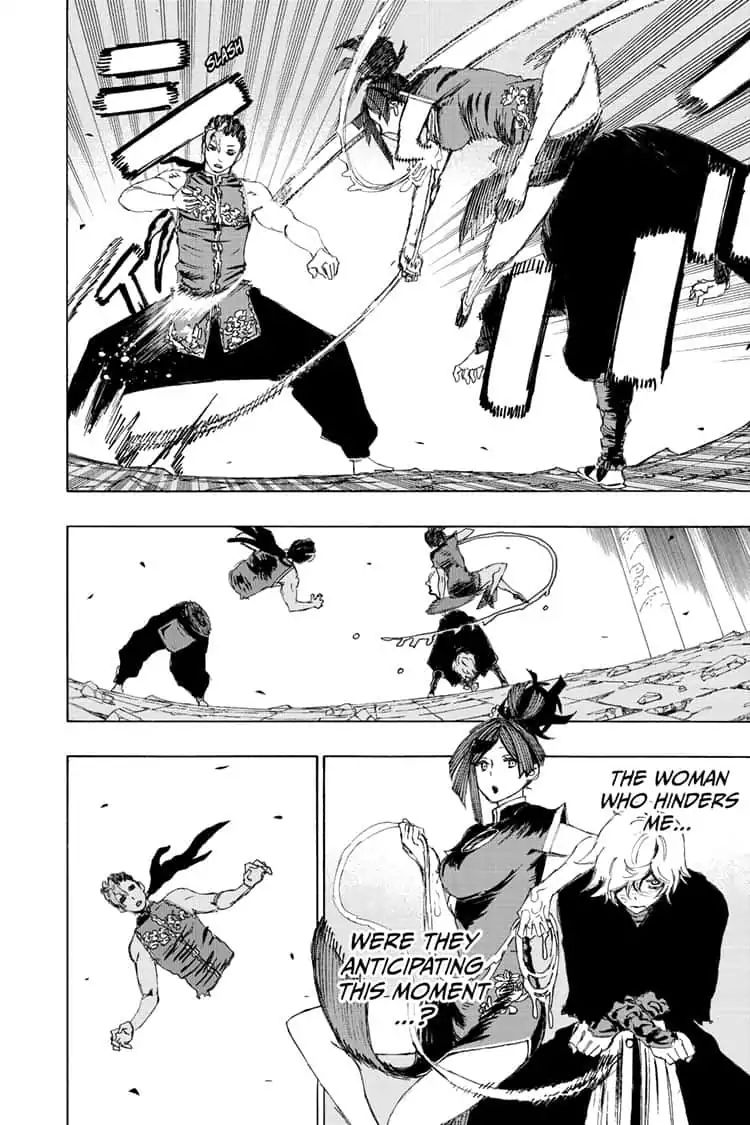 SLASH
THE WOMAN
WHO HINDERS
ME...
WERE THEY
ANTICIPATING
THIS MOMENT
...?